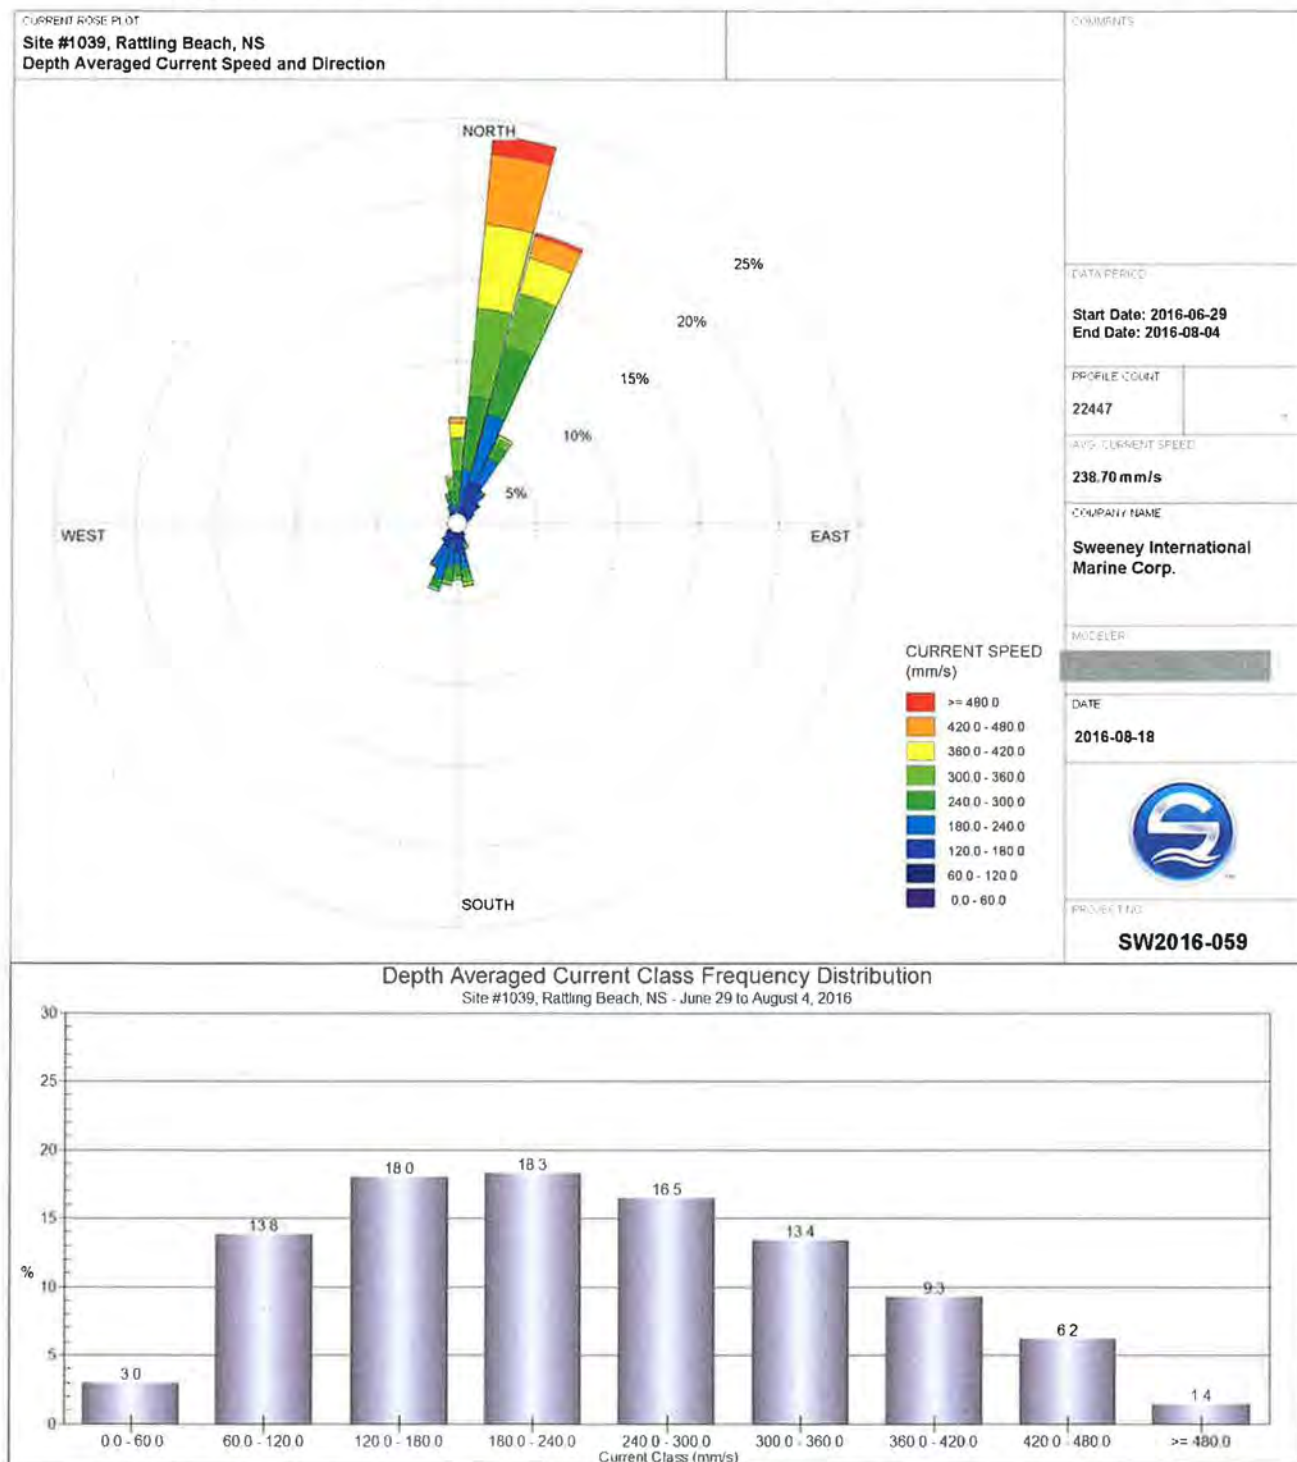 CURRENT ROSE PLOT
Site #1039, Rattling Beach, NS
Depth Averaged Current Speed and Direction
COMMENTS
NORTH
25%
20%
15%
10%
5%
WEST
EAST
SOUTH
CURRENT SPEED
(mm/s)
>= 480.0
420.0 - 480.0
360.0 - 420.0
300.0 - 360.0
240.0 - 300.0
180.0 - 240.0
120.0 - 180.0
60.0 - 120.0
0.0 - 60.0
DATA PERIOD
Start Date: 2016-06-29
End Date: 2016-08-04
PROFILE COUNT
22447
AVG. CURRENT SPEED
238.70 mm/s
COMPANY NAME
Sweeney International
Marine Corp.
MODELER
DATE
2016-08-18
PROJECT NO.
SW2016-059
Depth Averaged Current Class Frequency Distribution
Site #1039, Rattling Beach, NS - June 29 to August 4, 2016
30
25
20
15
10
5
0
%
3.0
13.8
18.0
18.3
16.5
13.4
9.3
6.2
1.4
0.0 - 60.0
60.0 - 120.0
120.0 - 180.0
180.0 - 240.0
240.0 - 300.0
300.0 - 360.0
360.0 - 420.0
420.0 - 480.0
>= 480.0
Current Class (mm/s)